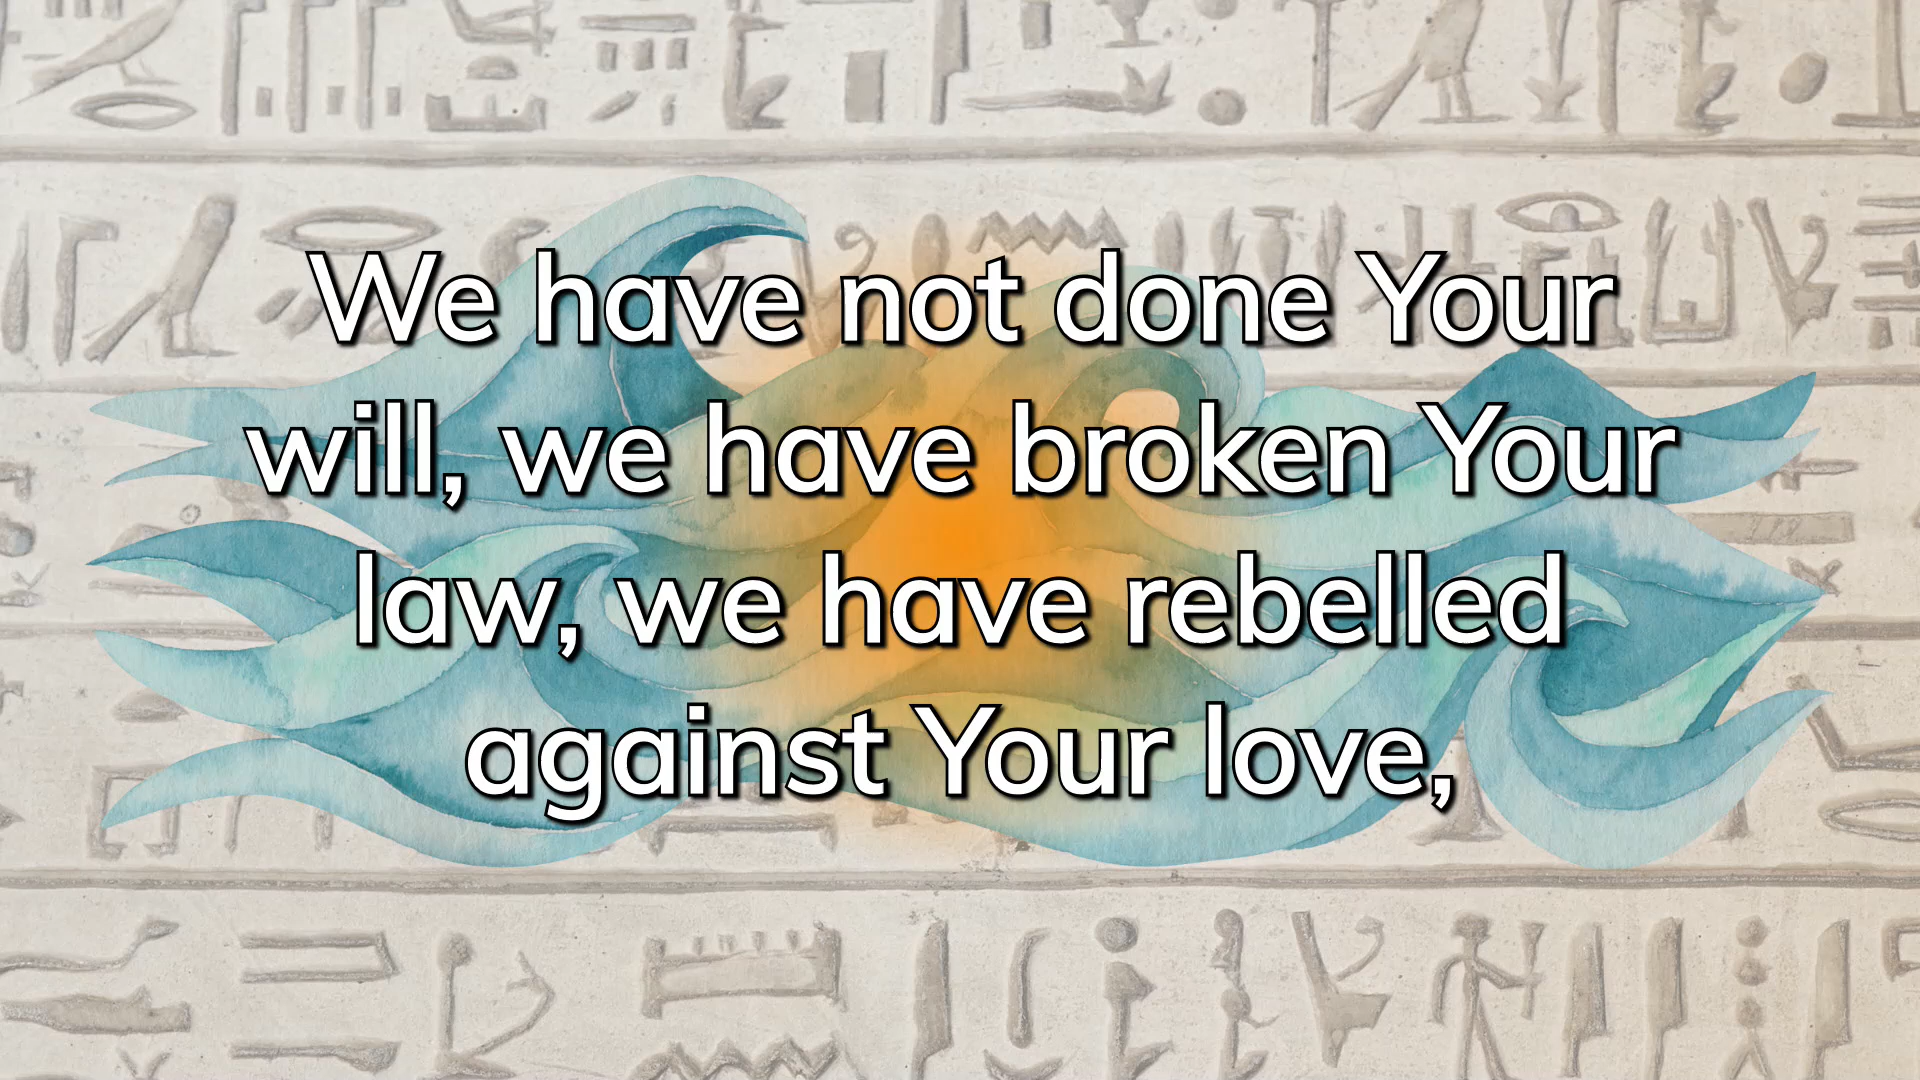 We have not done Your
will, we have broken Your
law, we have rebelled
against Your love,